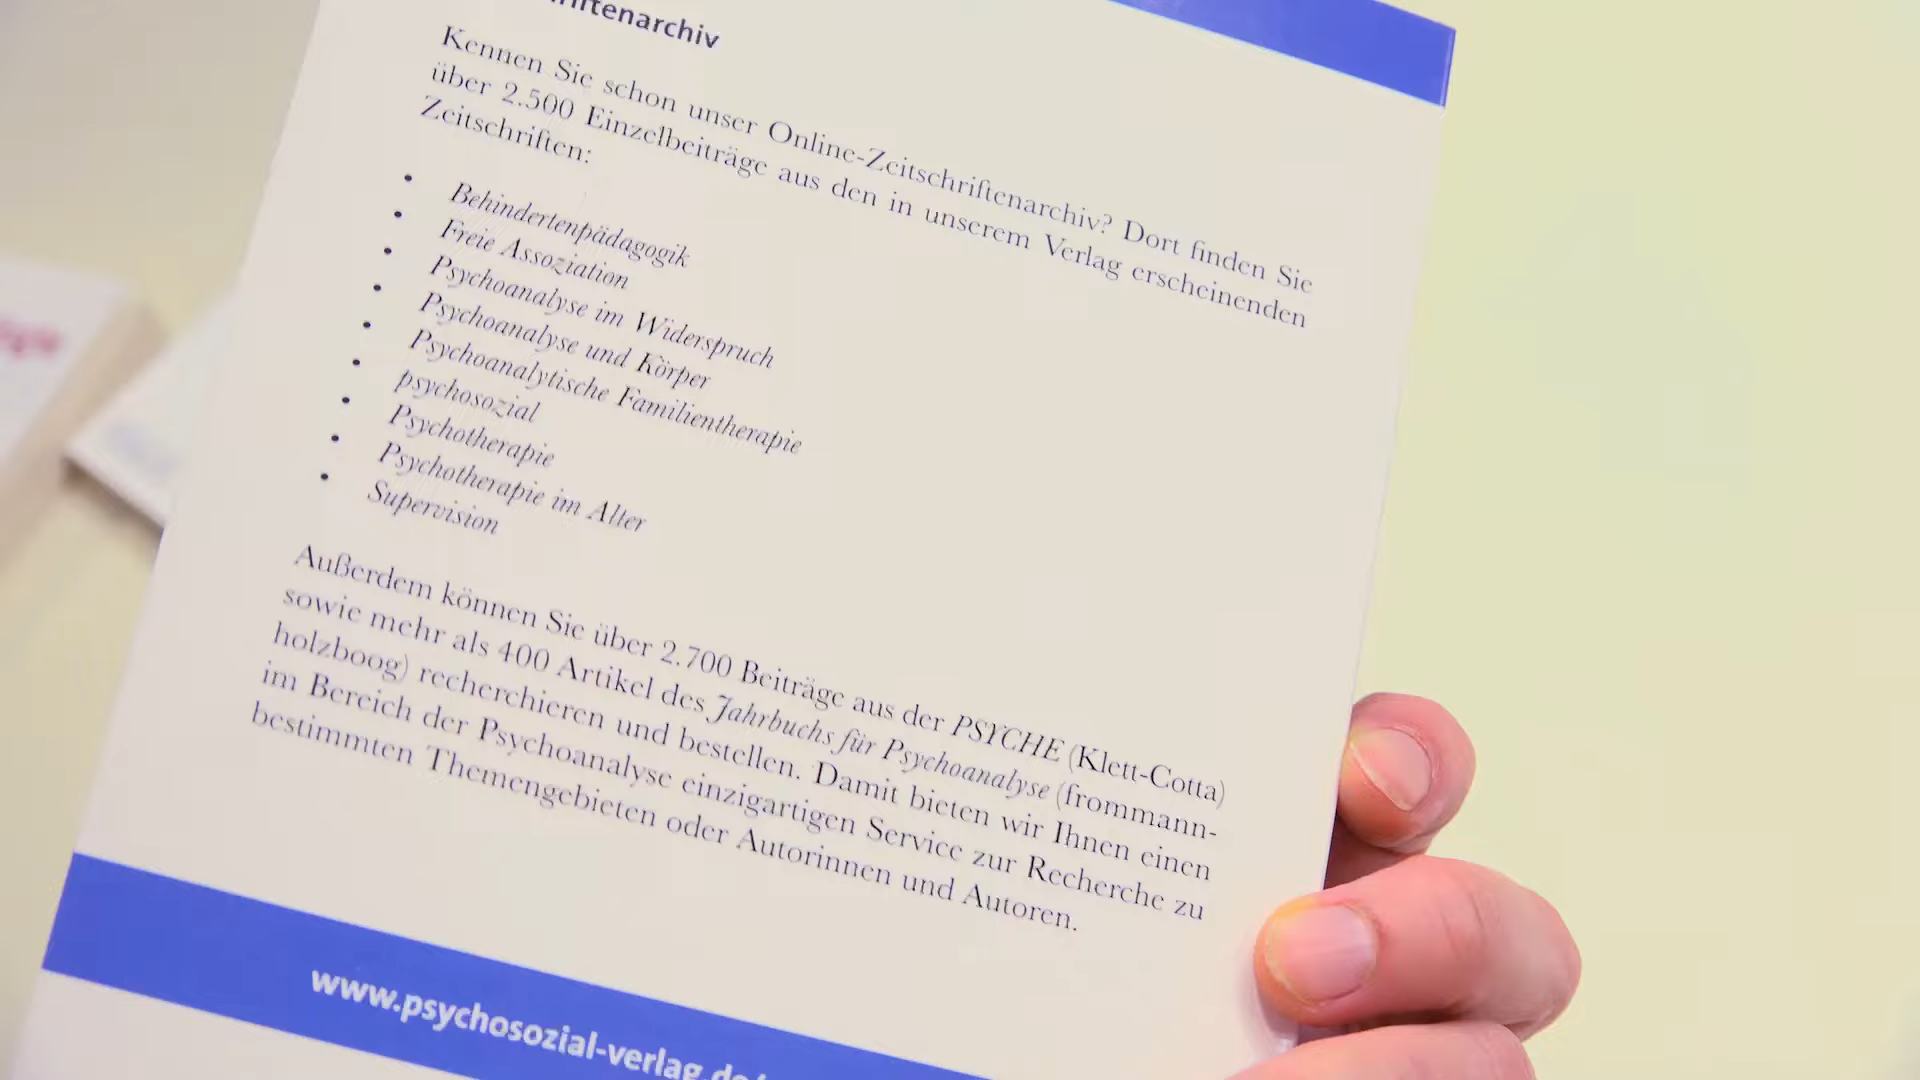 Kennen Sie schon unser Online-Zeitschriftenarchiv? Dort finden Sie
über 2.500 Einzelbeiträge aus den in unserem Verlag erscheinenden
Zeitschriften:
• Behindertenpädagogik
• Freie Assoziation
• Psychoanalyse im Widerspruch
• Psychoanalyse und Körper
• Psychoanalytische Familientherapie
• psychosozial
• Psychotherapie
• Psychotherapie im Alter
• Supervision
Außerdem können Sie über 2.700 Beiträge aus der PSYCHE (Klett-Cotta)
sowie mehr als 400 Artikel des Jahrbuchs für Psychoanalyse (frommann-
holzboog) recherchieren und bestellen. Damit bieten wir Ihnen einen
im Bereich der Psychoanalyse einzigartigen Service zur Recherche zu
bestimmten Themengebieten oder Autorinnen und Autoren.
www.psychosozial-verlag.de/